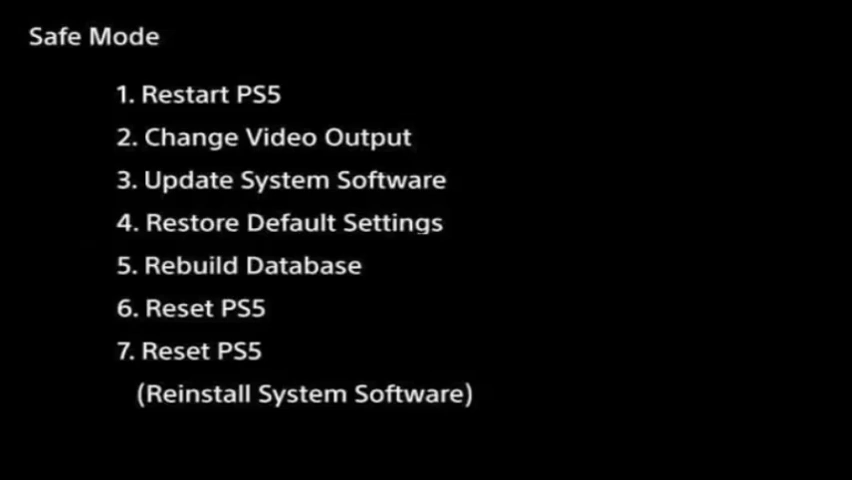 Safe Mode
1. Restart PS5
2. Change Video Output
3. Update System Software
4. Restore Default Settings
5. Rebuild Database
6. Reset PS5
7. Reset PS5
(Reinstall System Software)